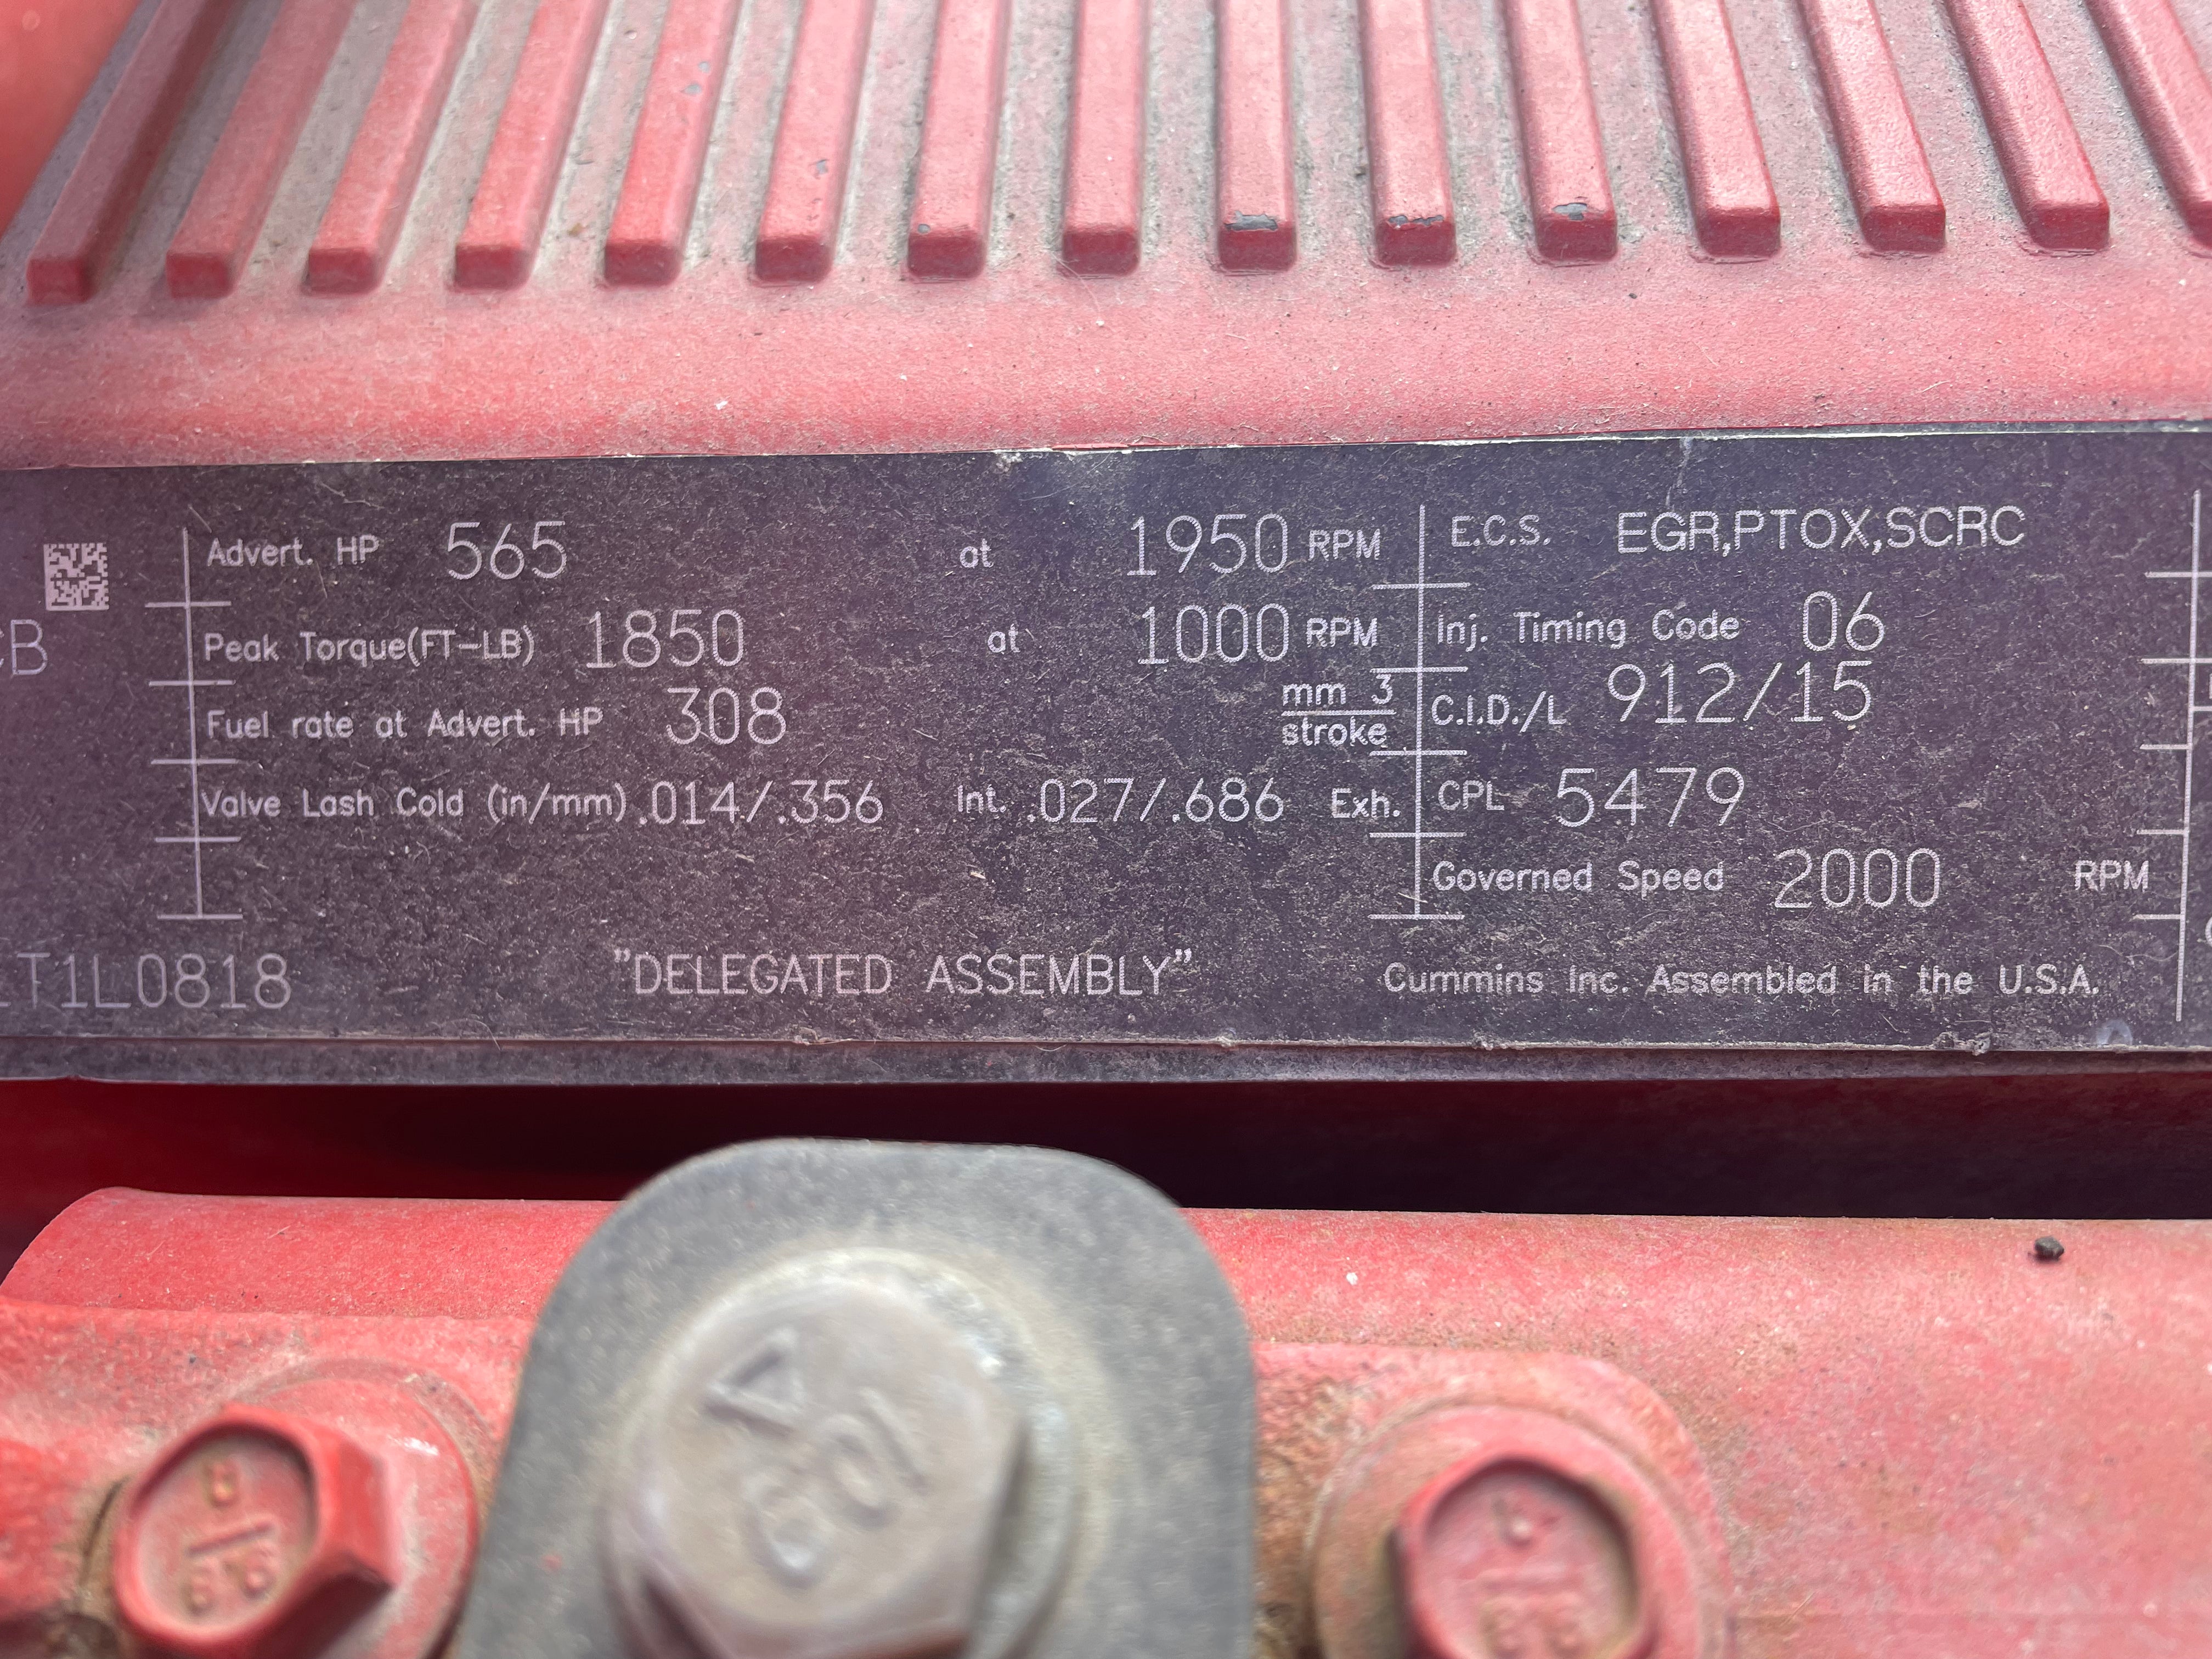 Advert. HP 565 at 1950 RPM
Peak Torque(FT-LB) 1850 at 1000 RPM
Fuel rate at Advert. HP 308 mm 3
stroke
Valve Lash Cold (in/mm) .014/.356 Int. .027/.686 Exh.
E.C.S. EGR,PTOX,SCRC
Inj. Timing Code 06
C.I.D./L 912/15
CPL 5479
Governed Speed 2000 RPM
T1L0818
"DELEGATED ASSEMBLY"
Cummins Inc. Assembled in the U.S.A.